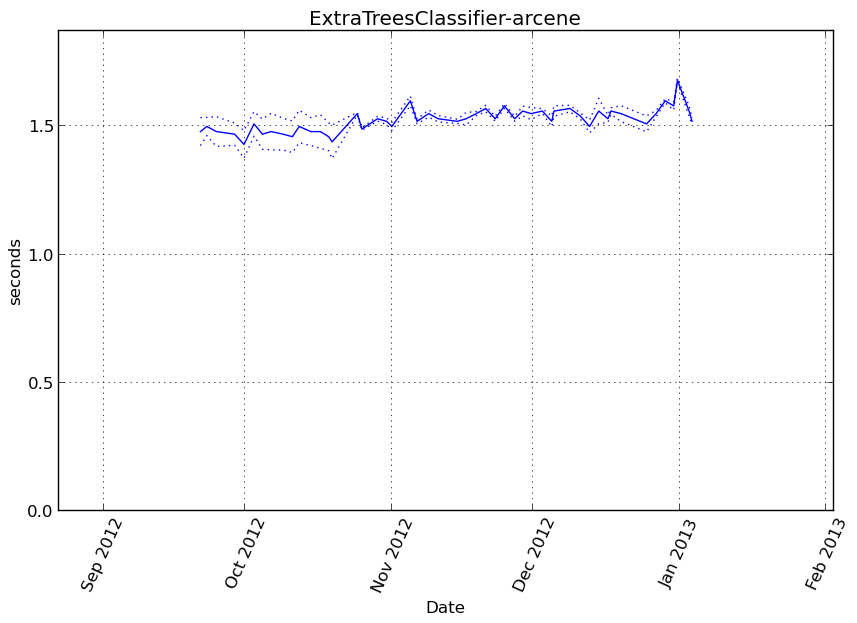 ExtraTreesClassifier-arcene
1.5
1.0
0.5
0.0
seconds
Sep 2012
Oct 2012
Nov 2012
Dec 2012
Jan 2013
Feb 2013
Date